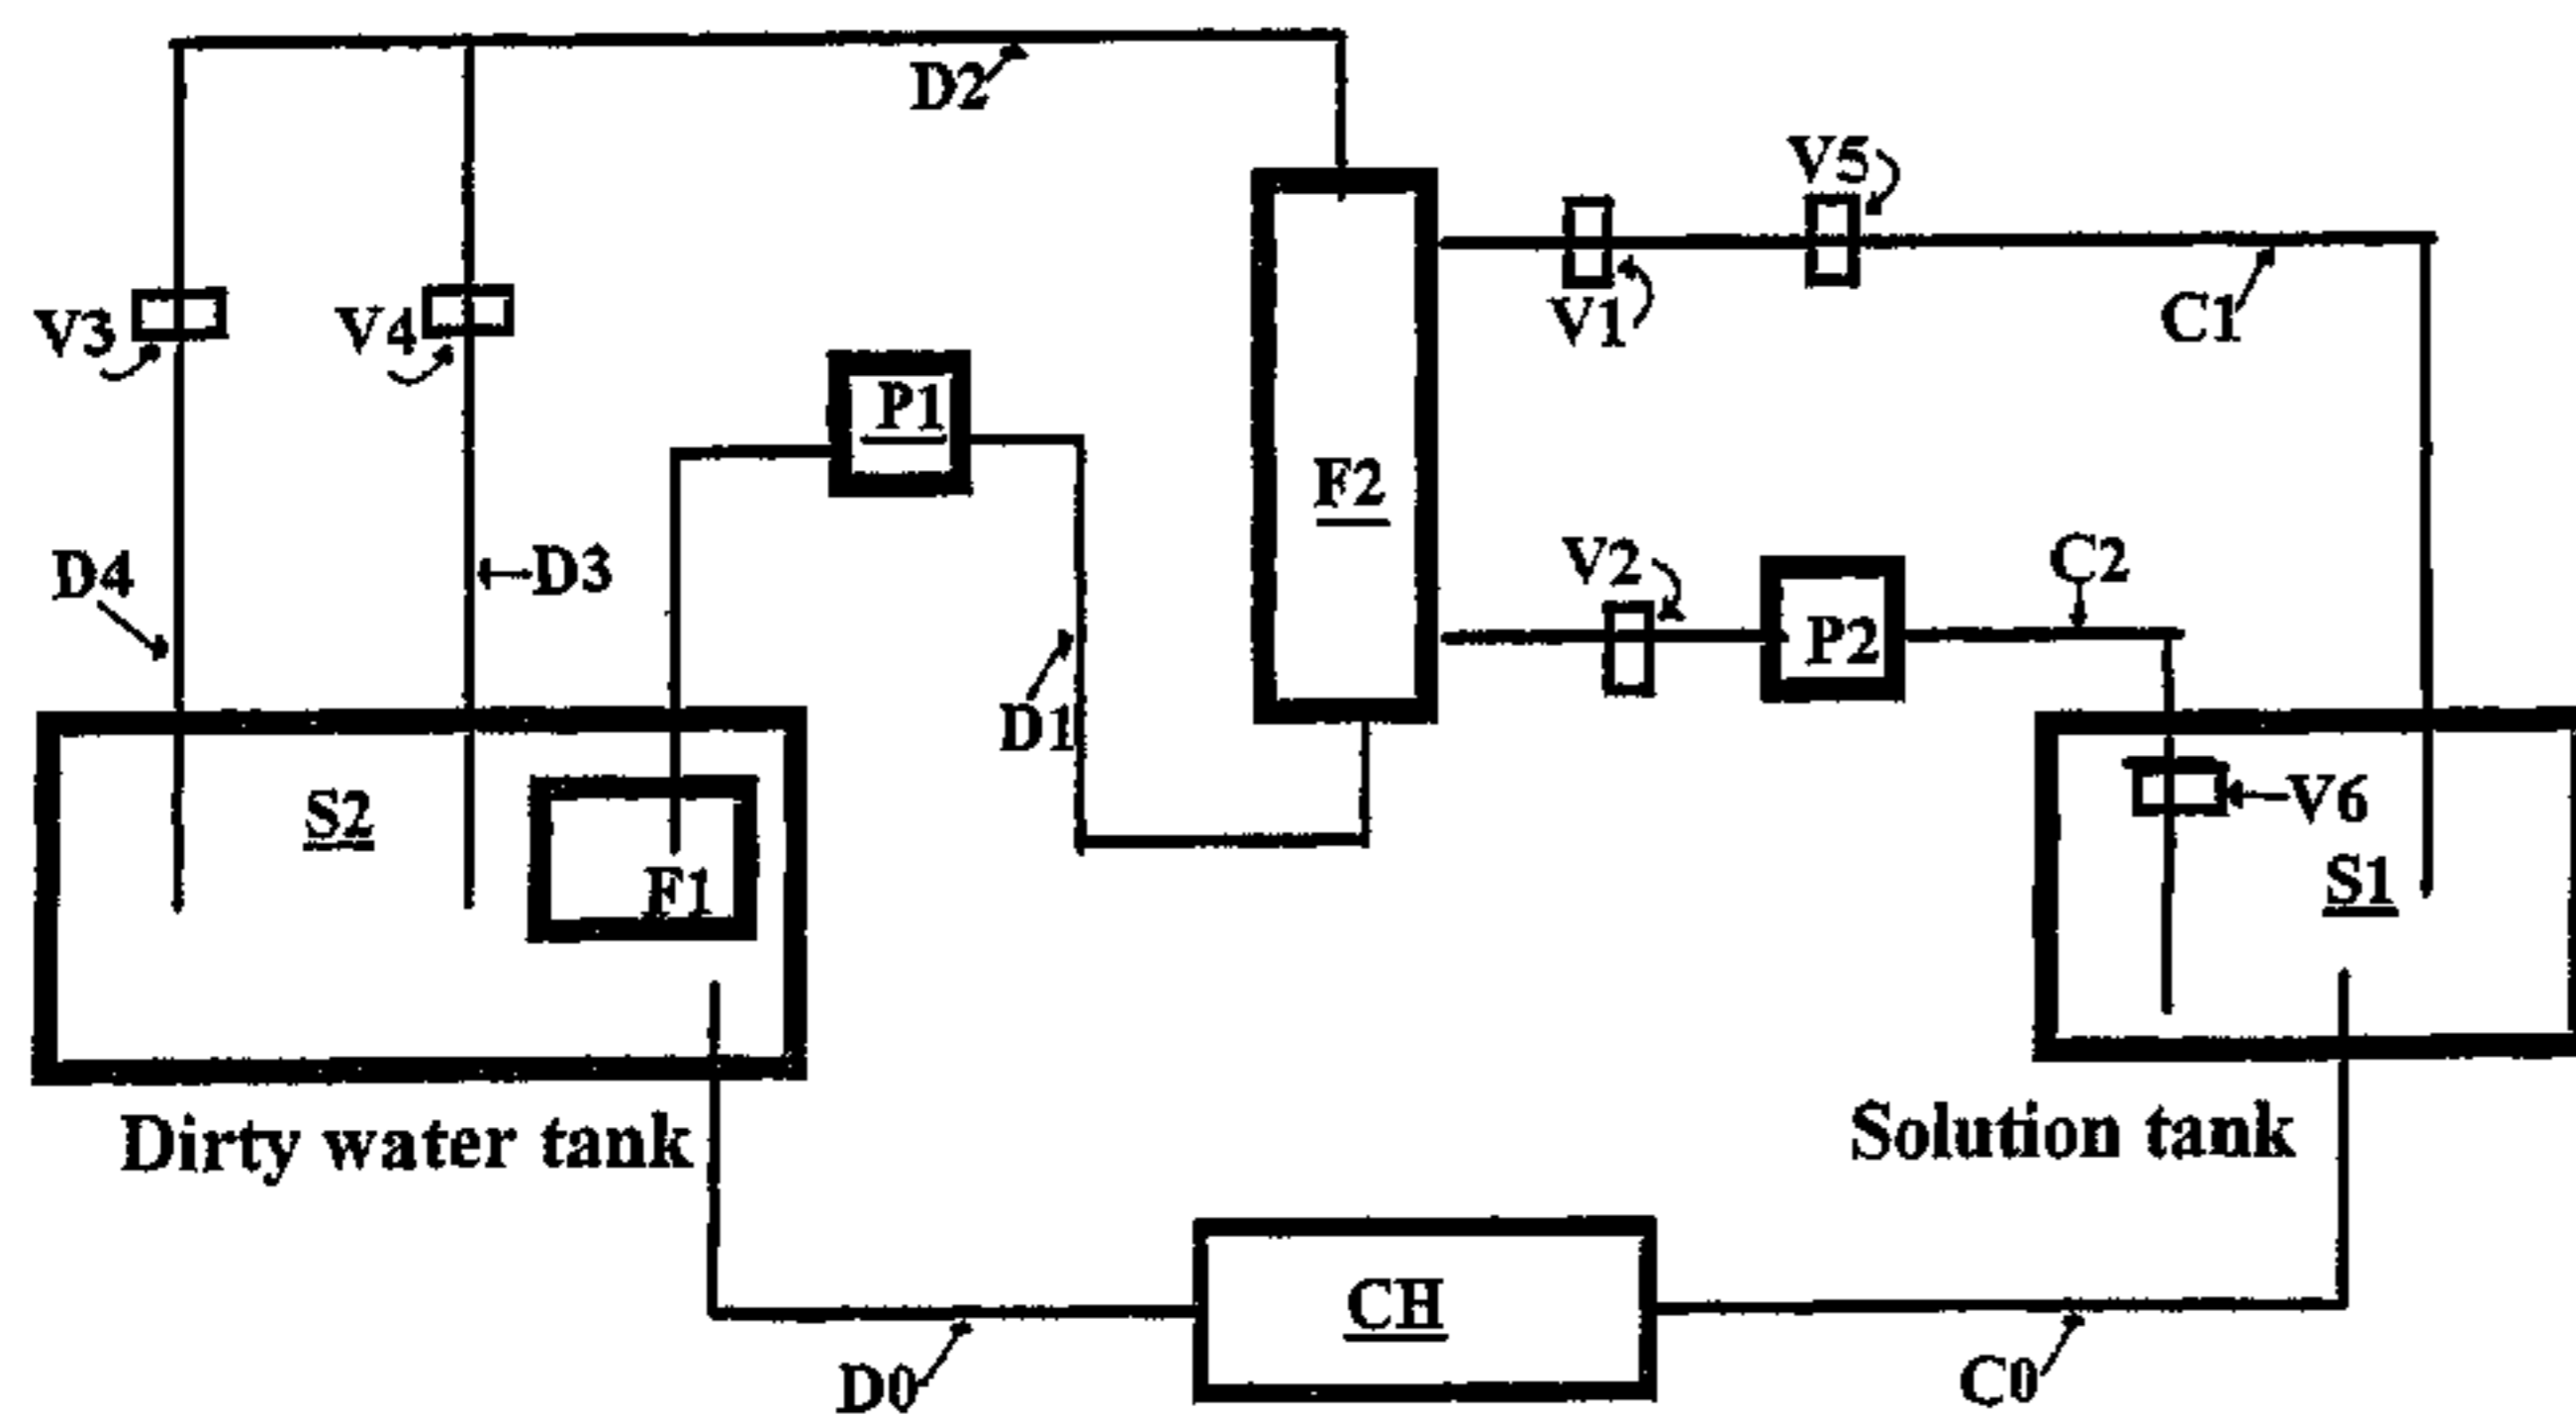 D2
V5
V1
C1
V3
V4
P1
F2
V2
C2
D4
D3
P2
D1
S2
F1
V6
S1
Dirty water tank
Solution tank
CH
D0
C0